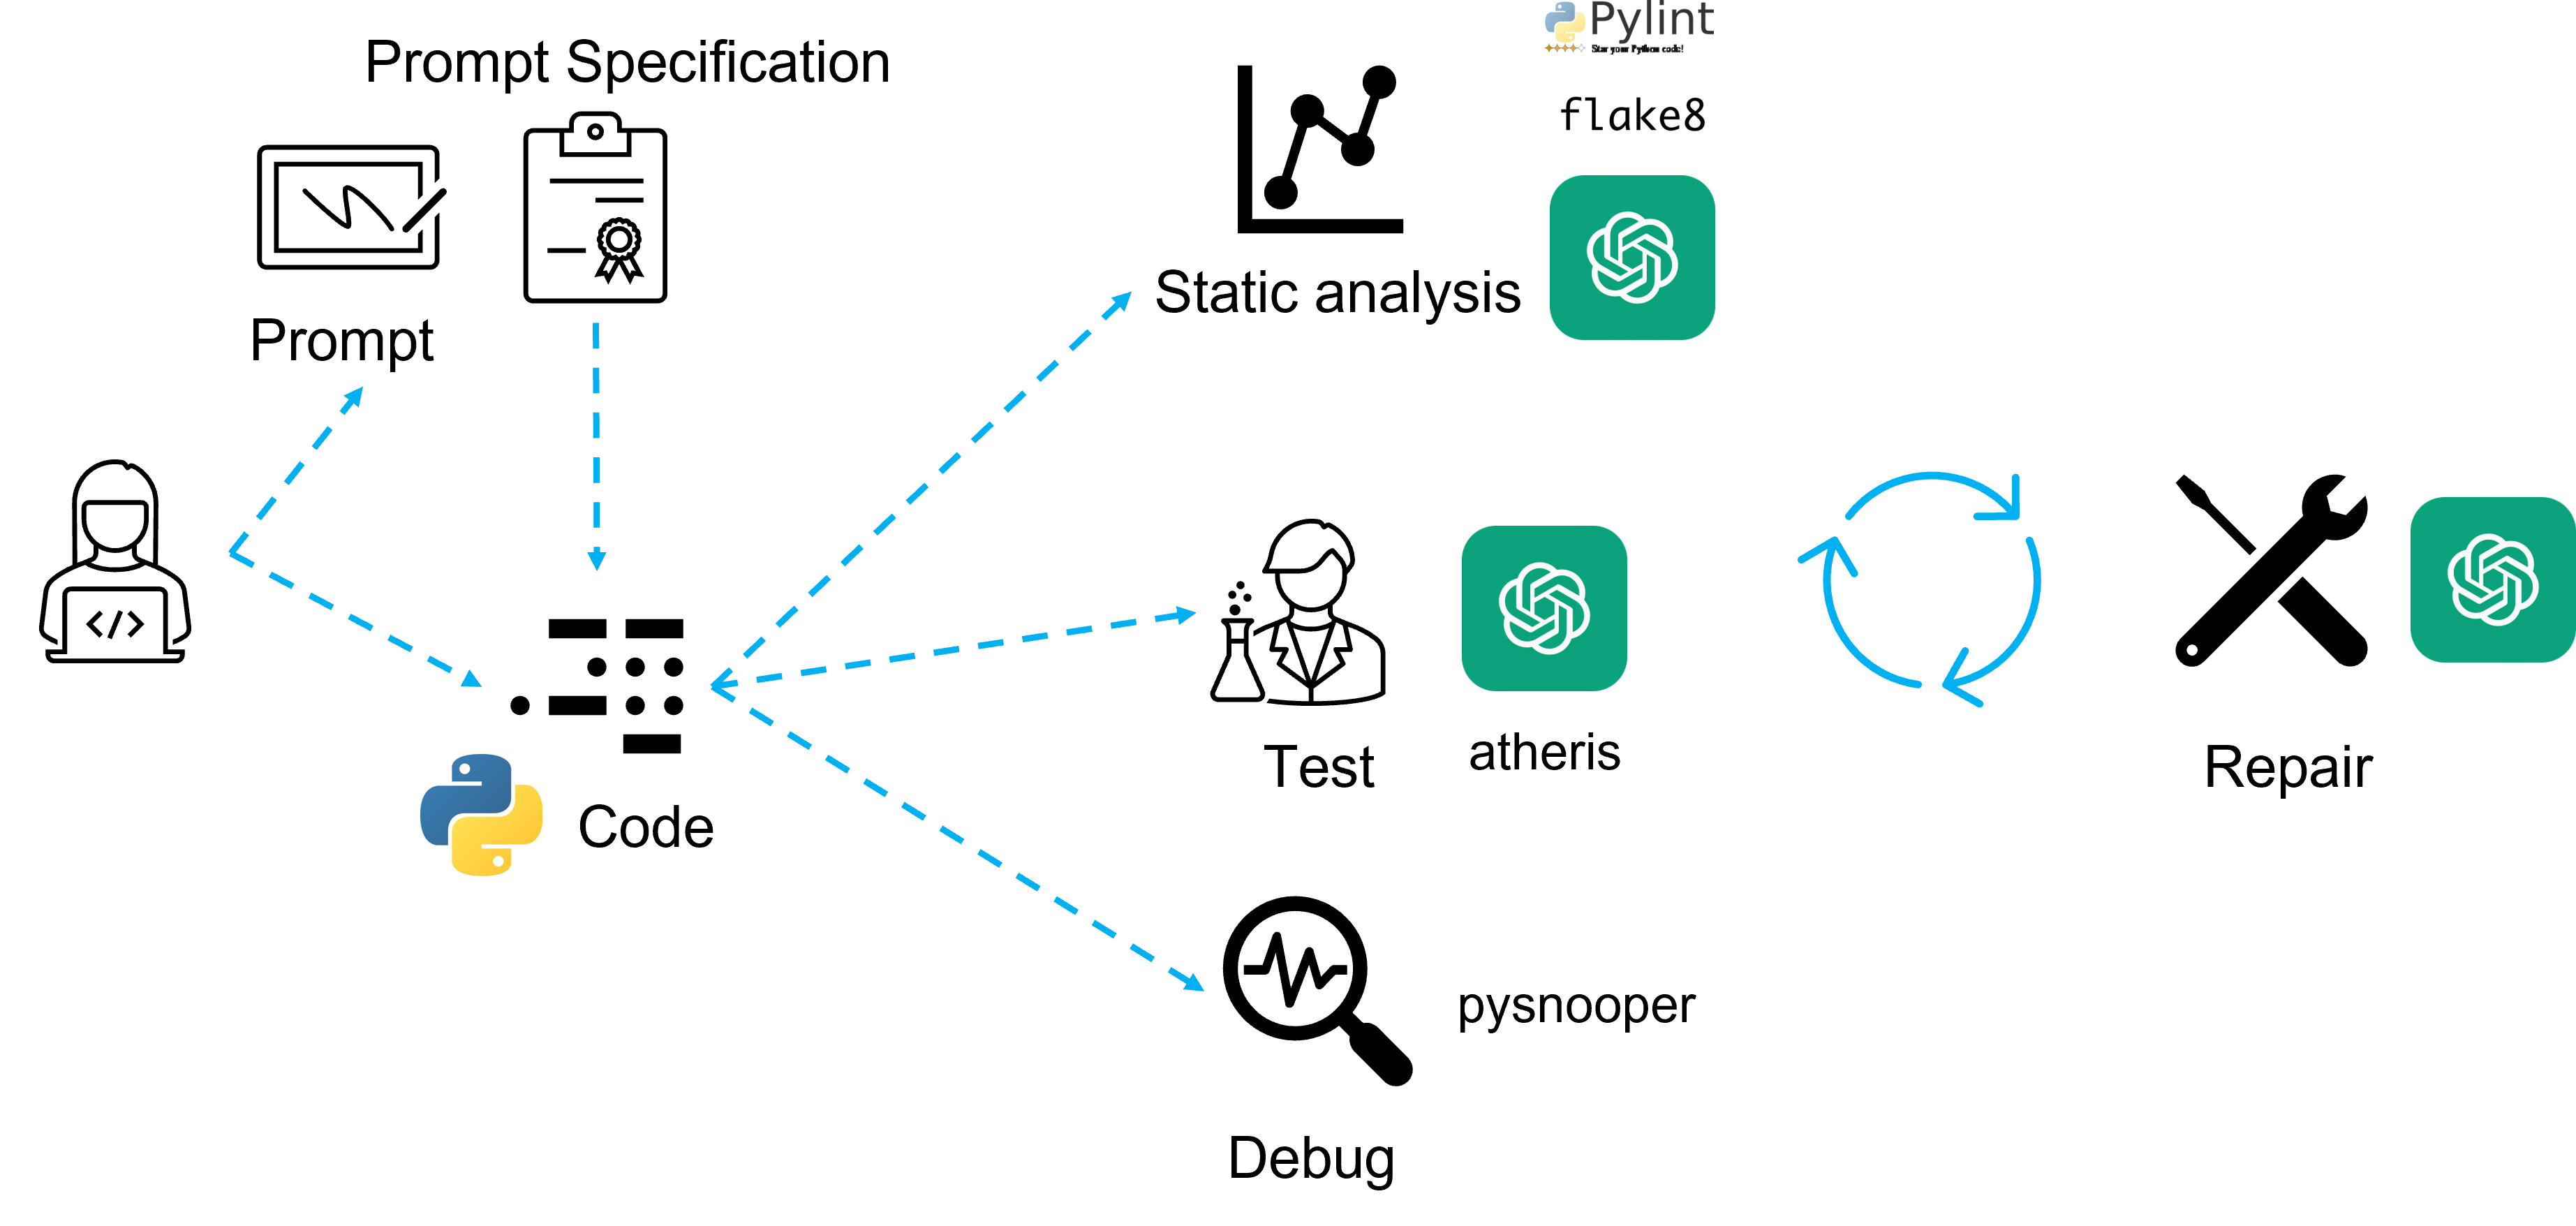 Pylint
Star your Python code!
Prompt Specification
flake8
Static analysis
Prompt
</>
Test
atheris
Repair
Code
pysnooper
Debug